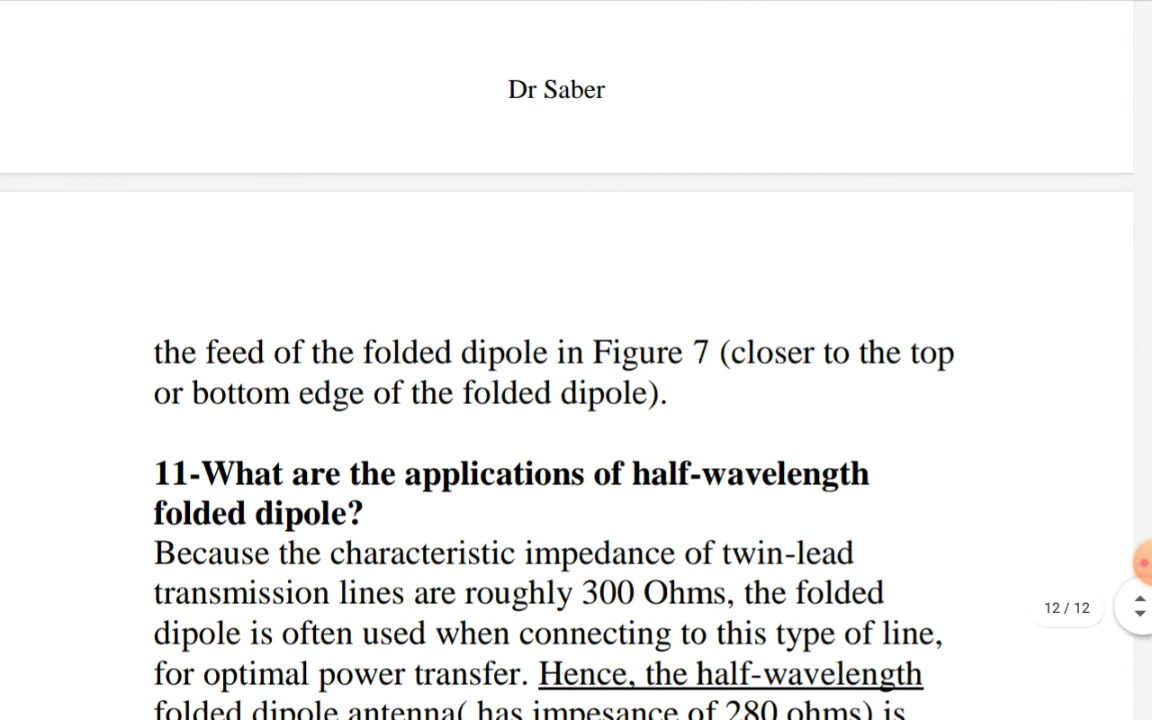 Dr Saber
the feed of the folded dipole in Figure 7 (closer to the top
or bottom edge of the folded dipole).
11-What are the applications of half-wavelength
folded dipole?
Because the characteristic impedance of twin-lead
transmission lines are roughly 300 Ohms, the folded
dipole is often used when connecting to this type of line,
for optimal power transfer. Hence, the half-wavelength
folded dipole antenna( has impesance of 280 ohms) is
12 / 12